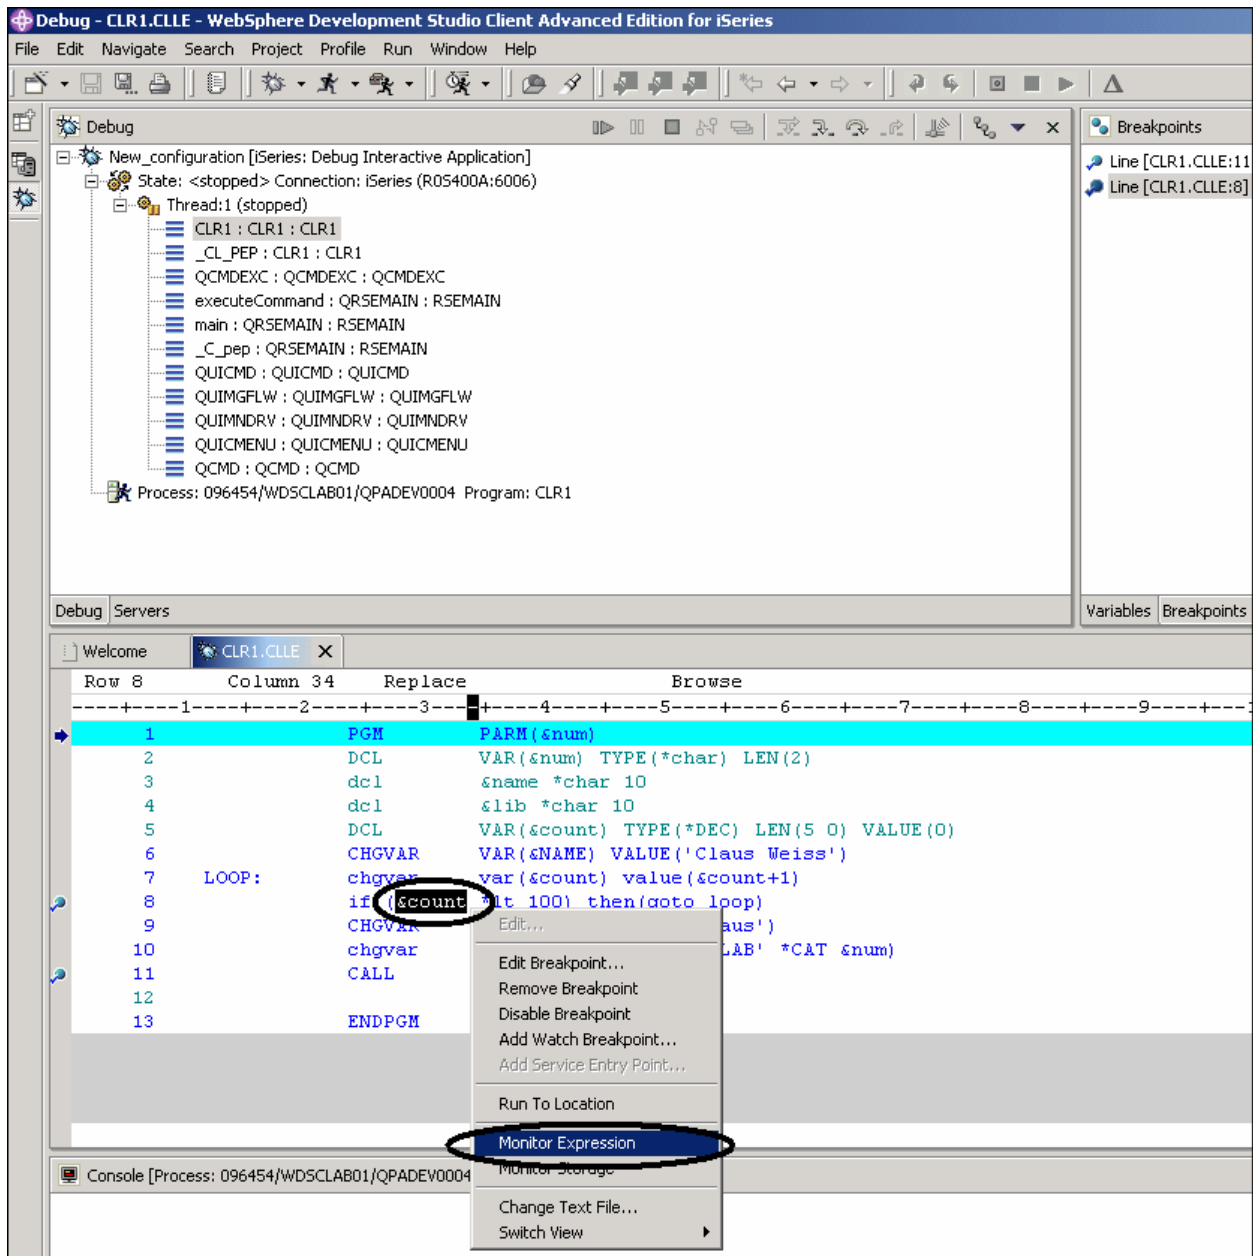 Debug - CLR1.CLLE - WebSphere Development Studio Client Advanced Edition for iSeries
File Edit Navigate Search Project Profile Run Window Help
Debug
New_configuration [iSeries: Debug Interactive Application]
State: <stopped> Connection: iSeries (R0S400A:6006)
Thread:1 (stopped)
CLR1 : CLR1 : CLR1
_CL_PEP : CLR1 : CLR1
QCMDEXC : QCMDEXC : QCMDEXC
executeCommand : QRSEMAIN : RSEMAIN
main : QRSEMAIN : RSEMAIN
_C_pep : QRSEMAIN : RSEMAIN
QUICMD : QUICMD : QUICMD
QUIMGFLW : QUIMGFLW : QUIMGFLW
QUIMNDRV : QUIMNDRV : QUIMNDRV
QUICMENU : QUICMENU : QUICMENU
QCMD : QCMD : QCMD
Process: 096454/WDSCLAB01/QPADEV0004 Program: CLR1
Debug Servers
Breakpoints
Line [CLR1.CLLE:11
Line [CLR1.CLLE:8]
Variables Breakpoints
Welcome CLR1.CLLE
Row 8 Column 34 Replace Browse
----+----1----+----2----+----3----+----4----+----5----+----6----+----7----+----8----+----9----+---1
1 PGM PARM(&num)
2 DCL VAR(&num) TYPE(*char) LEN(2)
3 dcl &name *char 10
4 dcl &lib *char 10
5 DCL VAR(&count) TYPE(*DEC) LEN(5 0) VALUE(0)
6 CHGVAR VAR(&NAME) VALUE('Claus Weiss')
7 LOOP: chgvar var(&count) value(&count+1)
8 if (&count *lt 100) then(goto loop)
9 CHGVAR aus')
10 chgvar LAB' *CAT &num)
11 CALL
12
13 ENDPGM
Edit...
Edit Breakpoint...
Remove Breakpoint
Disable Breakpoint
Add Watch Breakpoint...
Add Service Entry Point...
Run To Location
Monitor Expression
Monitor Storage
Change Text File...
Switch View
Console [Process: 096454/WDSCLAB01/QPADEV0004